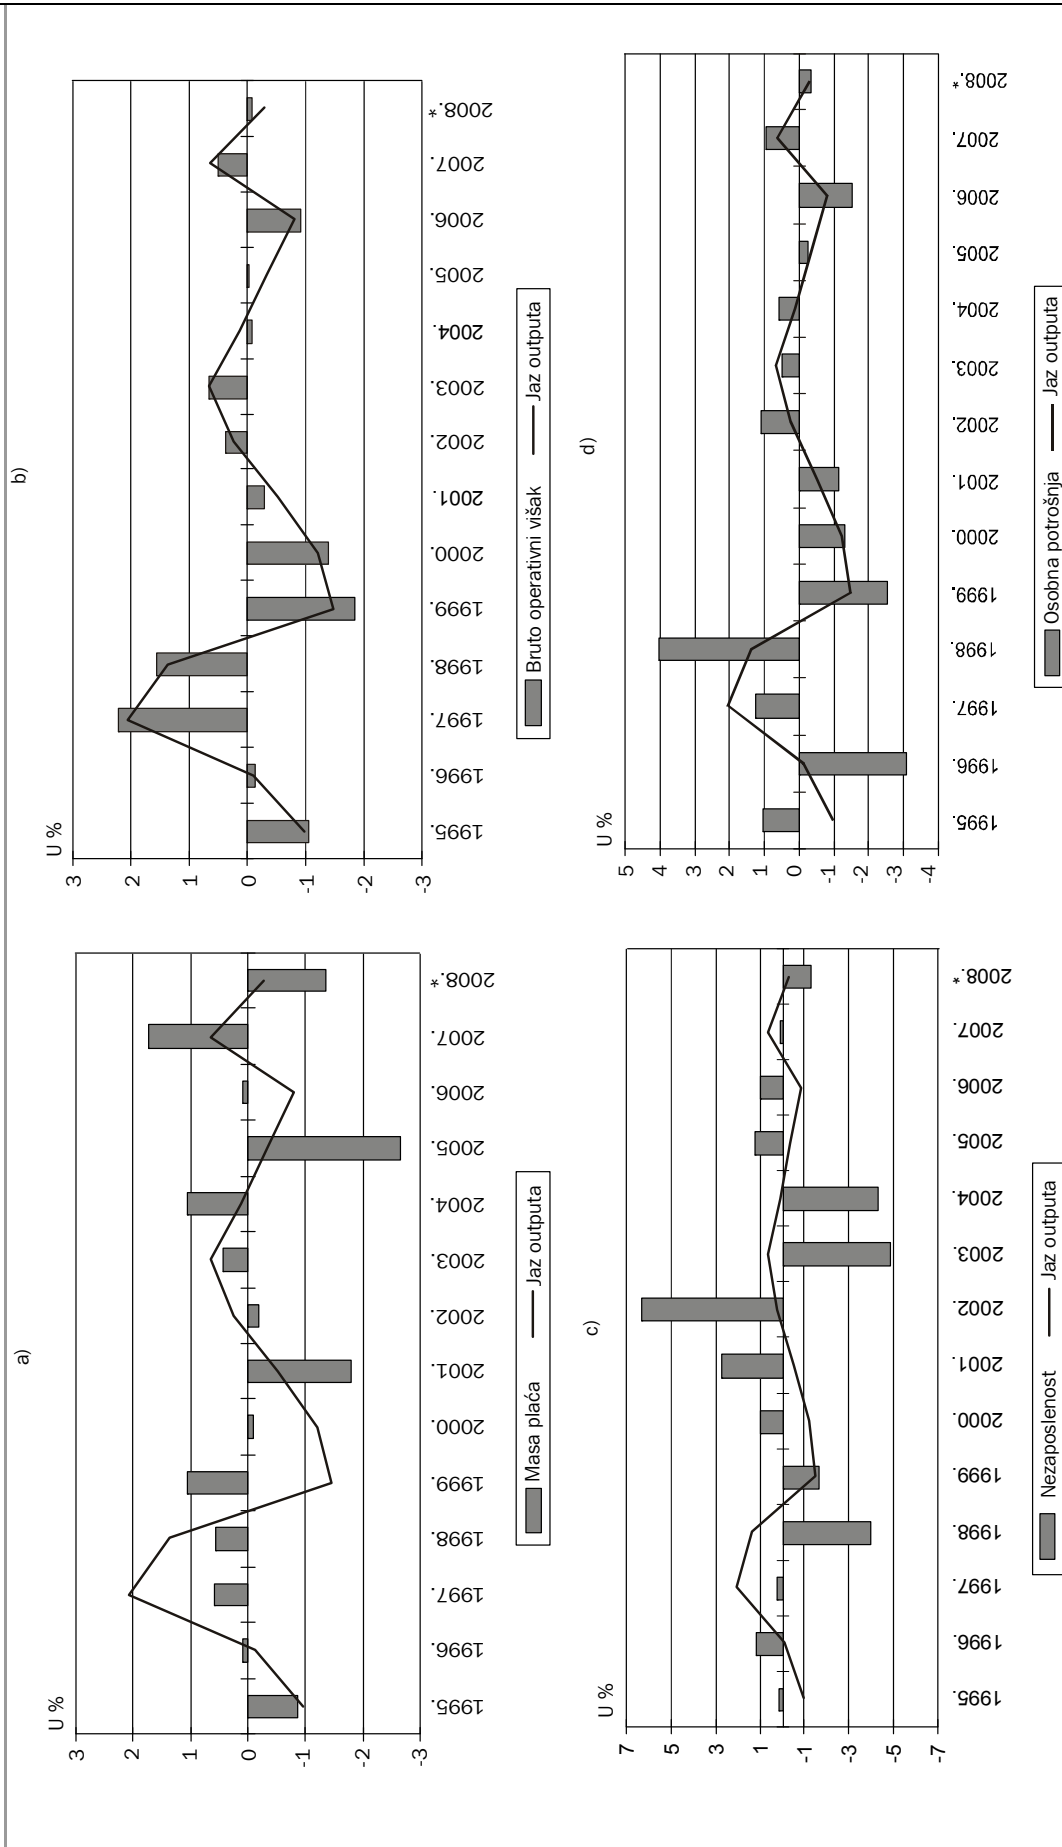 a)
U %
3
2
1
0
-1
-2
-3
1995. 1996. 1997. 1998. 1999. 2000. 2001. 2002. 2003. 2004. 2005. 2006. 2007. 2008.*
Masa plaća Jaz outputa
b)
U %
3
2
1
0
-1
-2
-3
1995. 1996. 1997. 1998. 1999. 2000. 2001. 2002. 2003. 2004. 2005. 2006. 2007. 2008.*
Bruto operativni višak Jaz outputa
c)
U %
7
5
3
1
-1
-3
-5
-7
1995. 1996. 1997. 1998. 1999. 2000. 2001. 2002. 2003. 2004. 2005. 2006. 2007. 2008.*
Nezaposlenost Jaz outputa
d)
U %
5
4
3
2
1
0
-1
-2
-3
-4
1995. 1996. 1997. 1998. 1999. 2000. 2001. 2002. 2003. 2004. 2005. 2006. 2007. 2008.*
Osobna potrošnja Jaz outputa